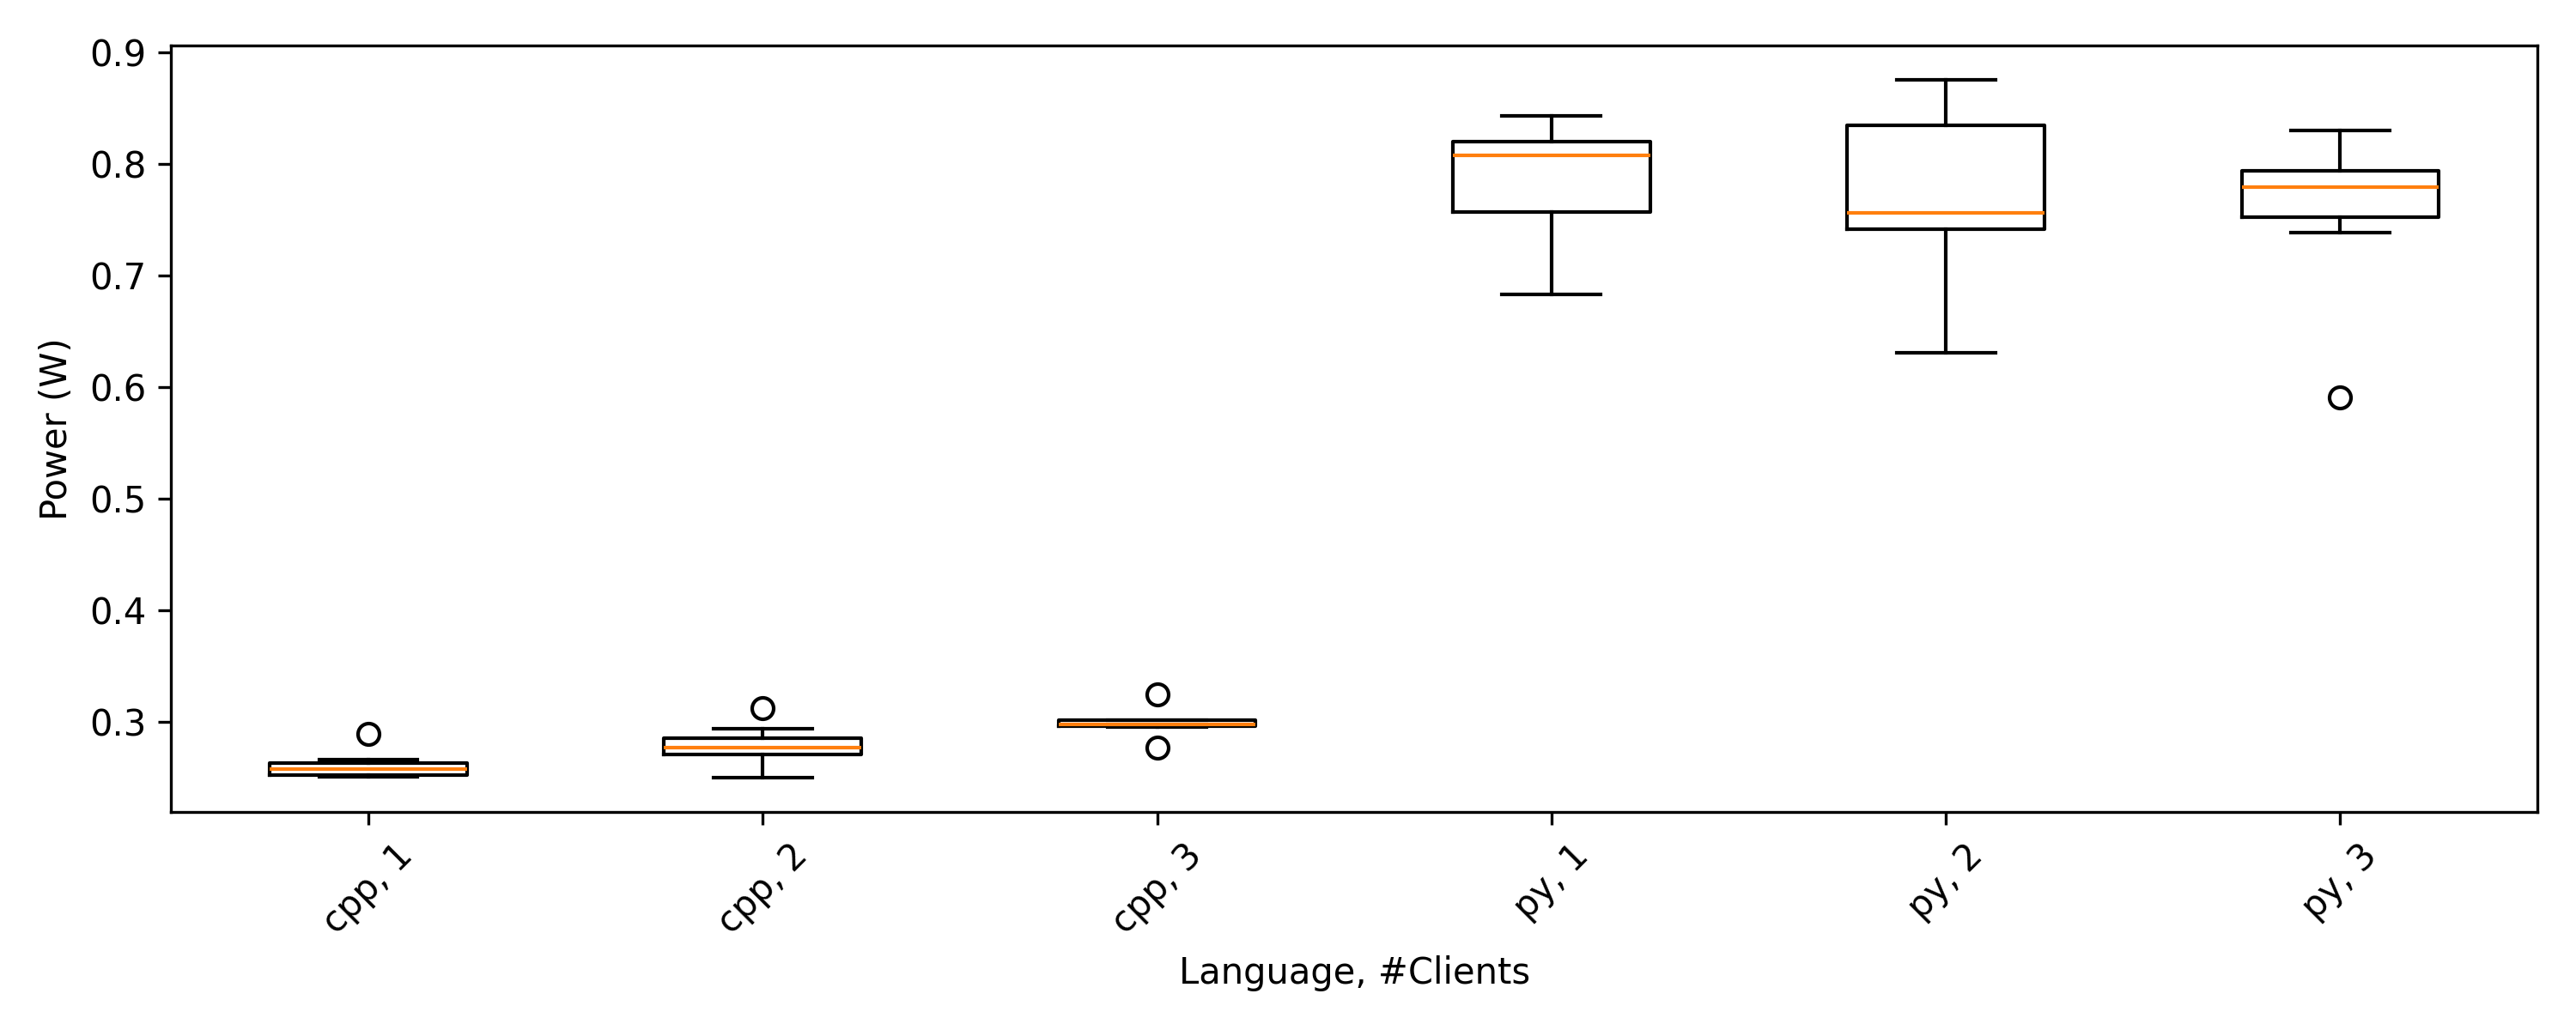 0.9
0.8
0.7
0.6
0.5
0.4
0.3
Power (W)
cpp, 1
cpp, 2
cpp, 3
py, 1
py, 2
py, 3
Language, #Clients